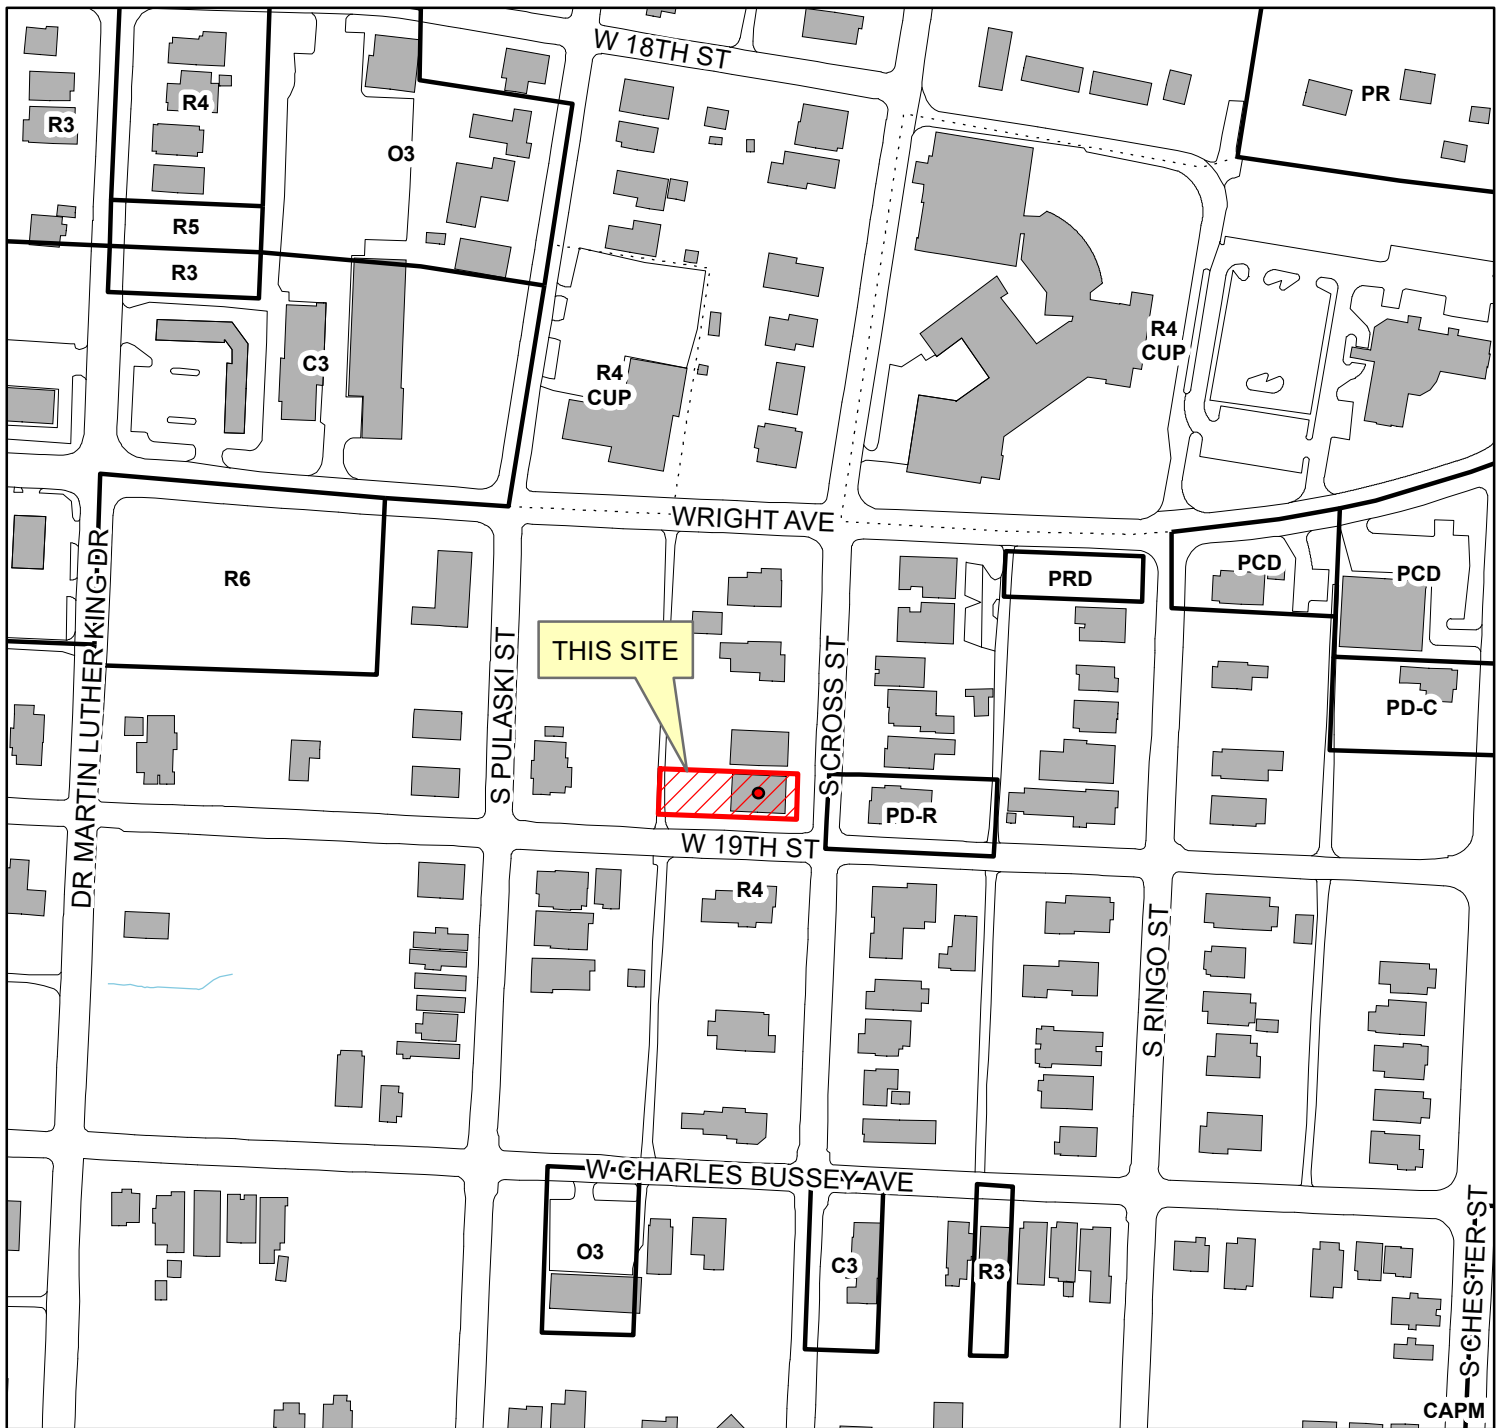 W 18TH ST
PR
R4
R3
O3
R5
R3
R4
CUP
C3
R4
CUP
WRIGHT AVE
R6
PRD
PCD
PCD
DR MARTIN LUTHER KING DR
S PULASKI ST
THIS SITE
S CROSS ST
PD-C
PD-R
W 19TH ST
R4
S RINGO ST
W CHARLES BUSSEY AVE
O3
C3
R3
S CHESTER ST
CAPM